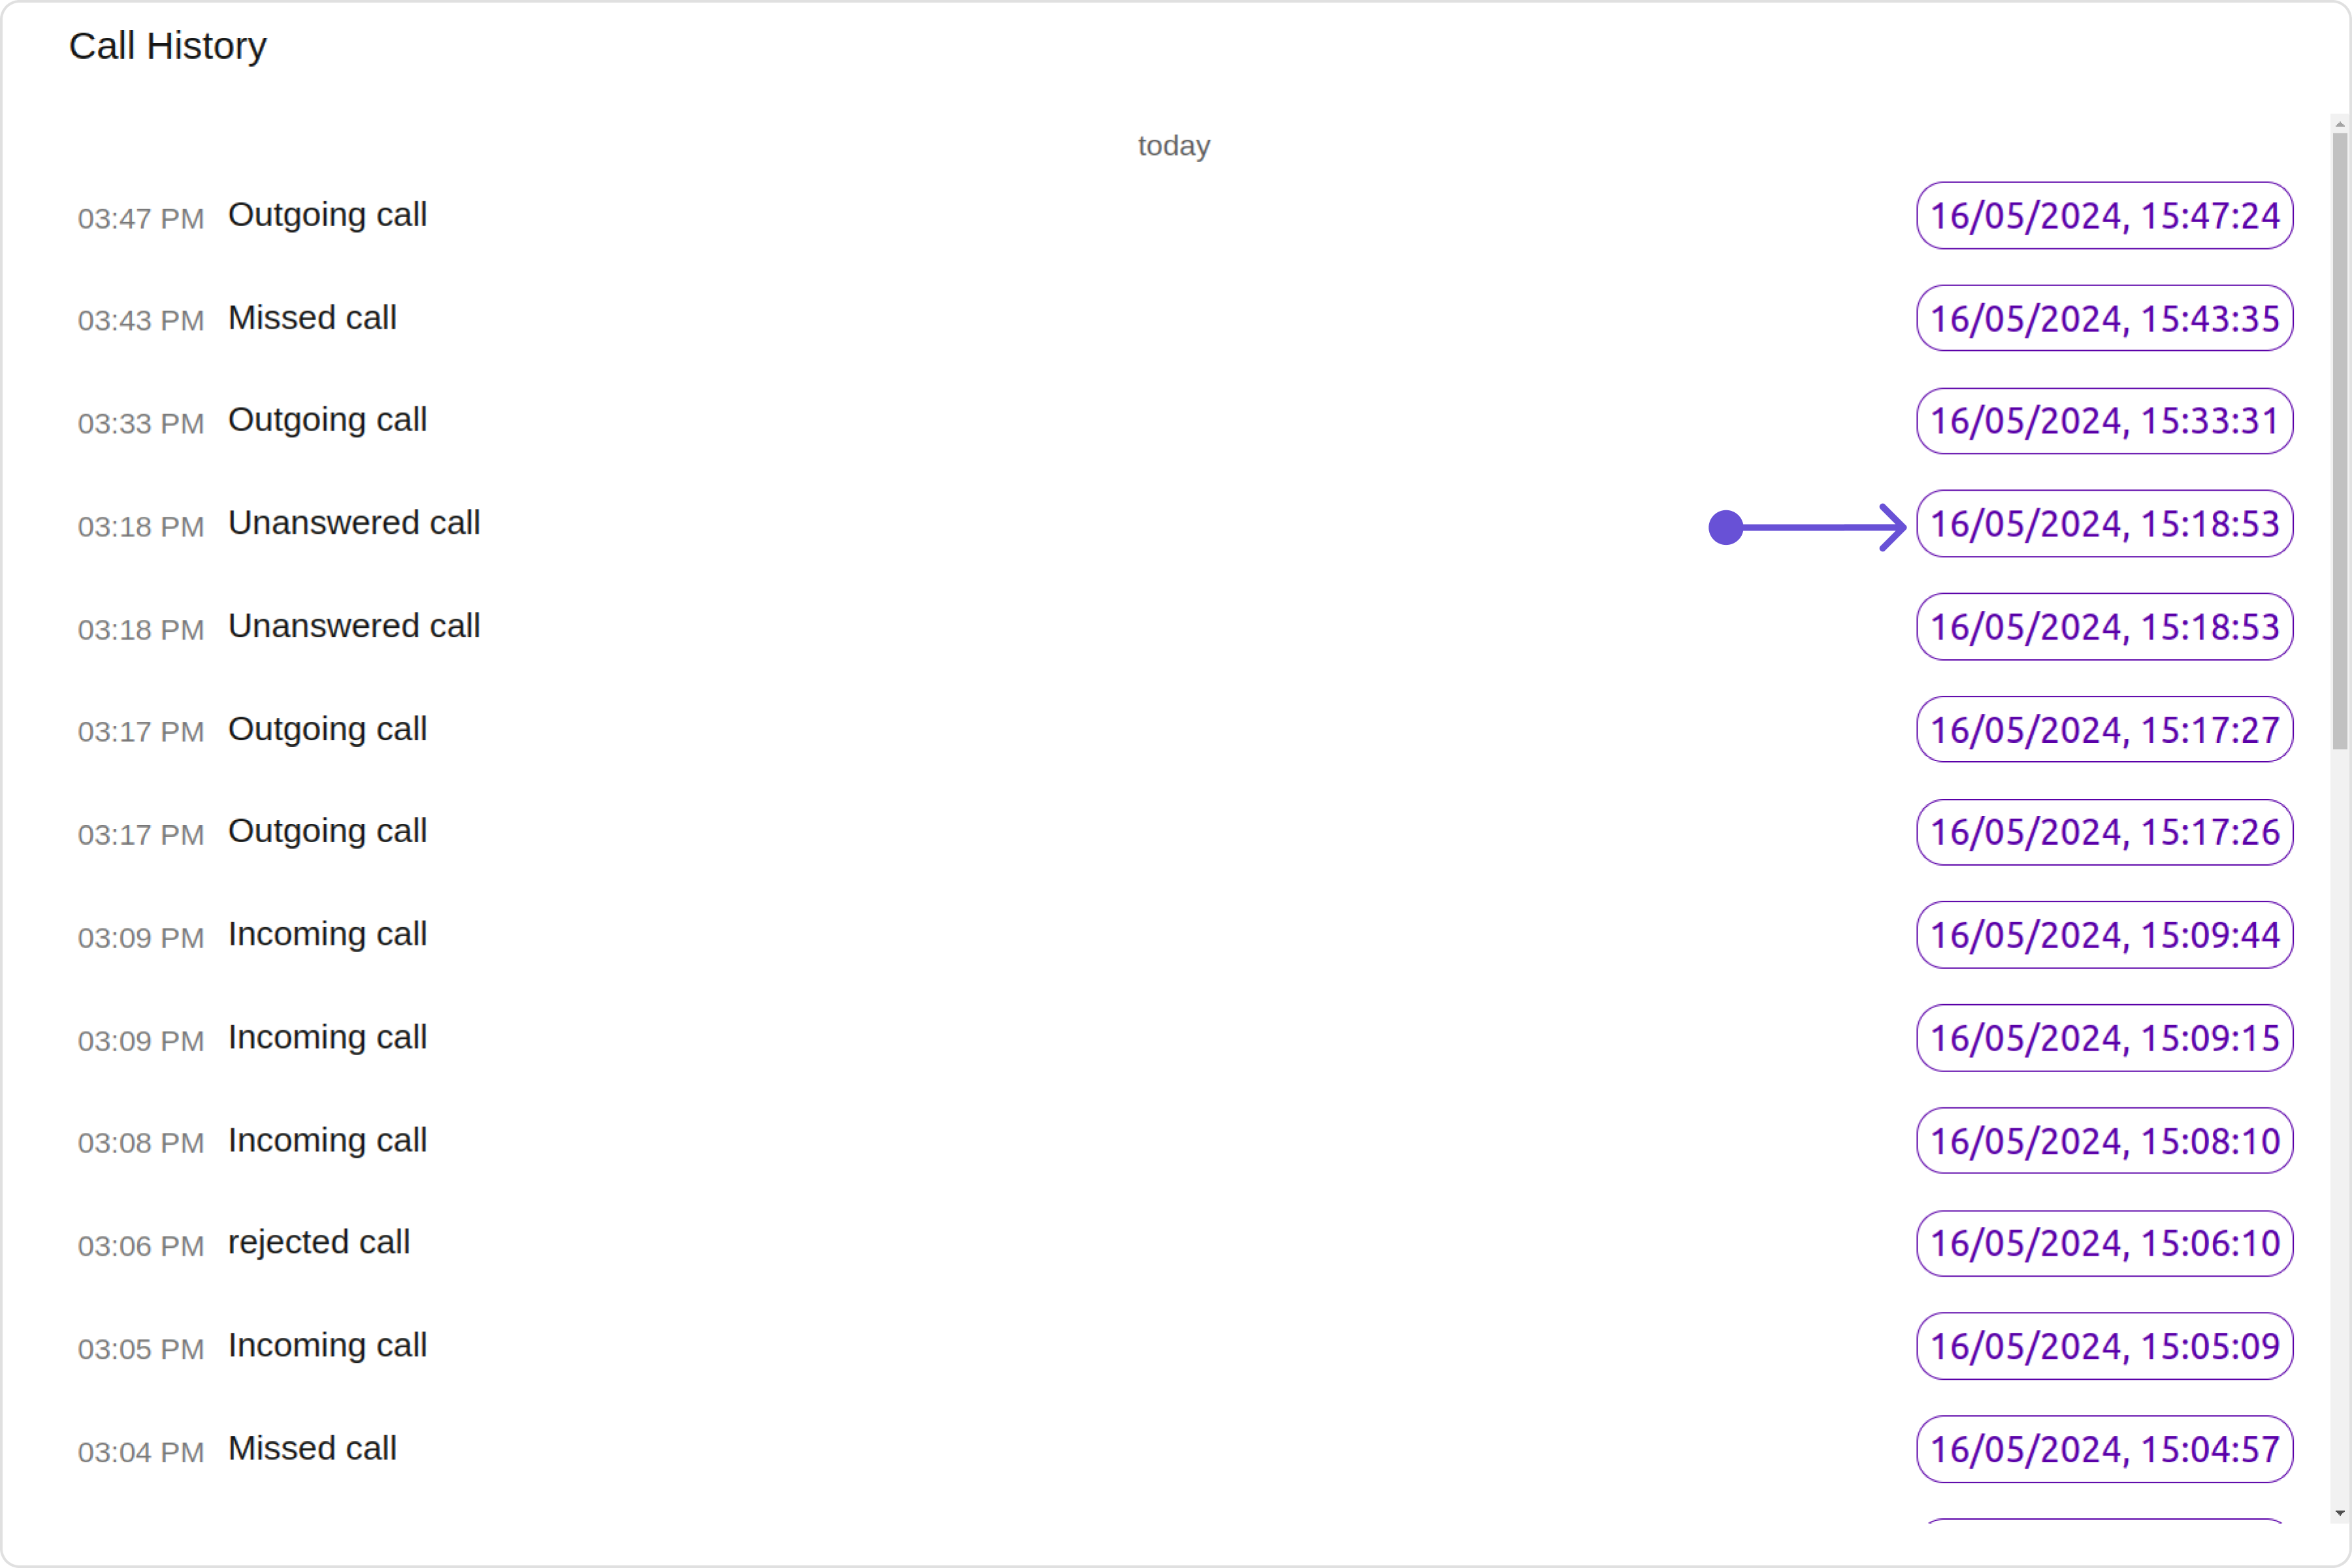 Call History
today
03:47 PM Outgoing call 16/05/2024, 15:47:24
03:43 PM Missed call 16/05/2024, 15:43:35
03:33 PM Outgoing call 16/05/2024, 15:33:31
03:18 PM Unanswered call 16/05/2024, 15:18:53
03:18 PM Unanswered call 16/05/2024, 15:18:53
03:17 PM Outgoing call 16/05/2024, 15:17:27
03:17 PM Outgoing call 16/05/2024, 15:17:26
03:09 PM Incoming call 16/05/2024, 15:09:44
03:09 PM Incoming call 16/05/2024, 15:09:15
03:08 PM Incoming call 16/05/2024, 15:08:10
03:06 PM rejected call 16/05/2024, 15:06:10
03:05 PM Incoming call 16/05/2024, 15:05:09
03:04 PM Missed call 16/05/2024, 15:04:57